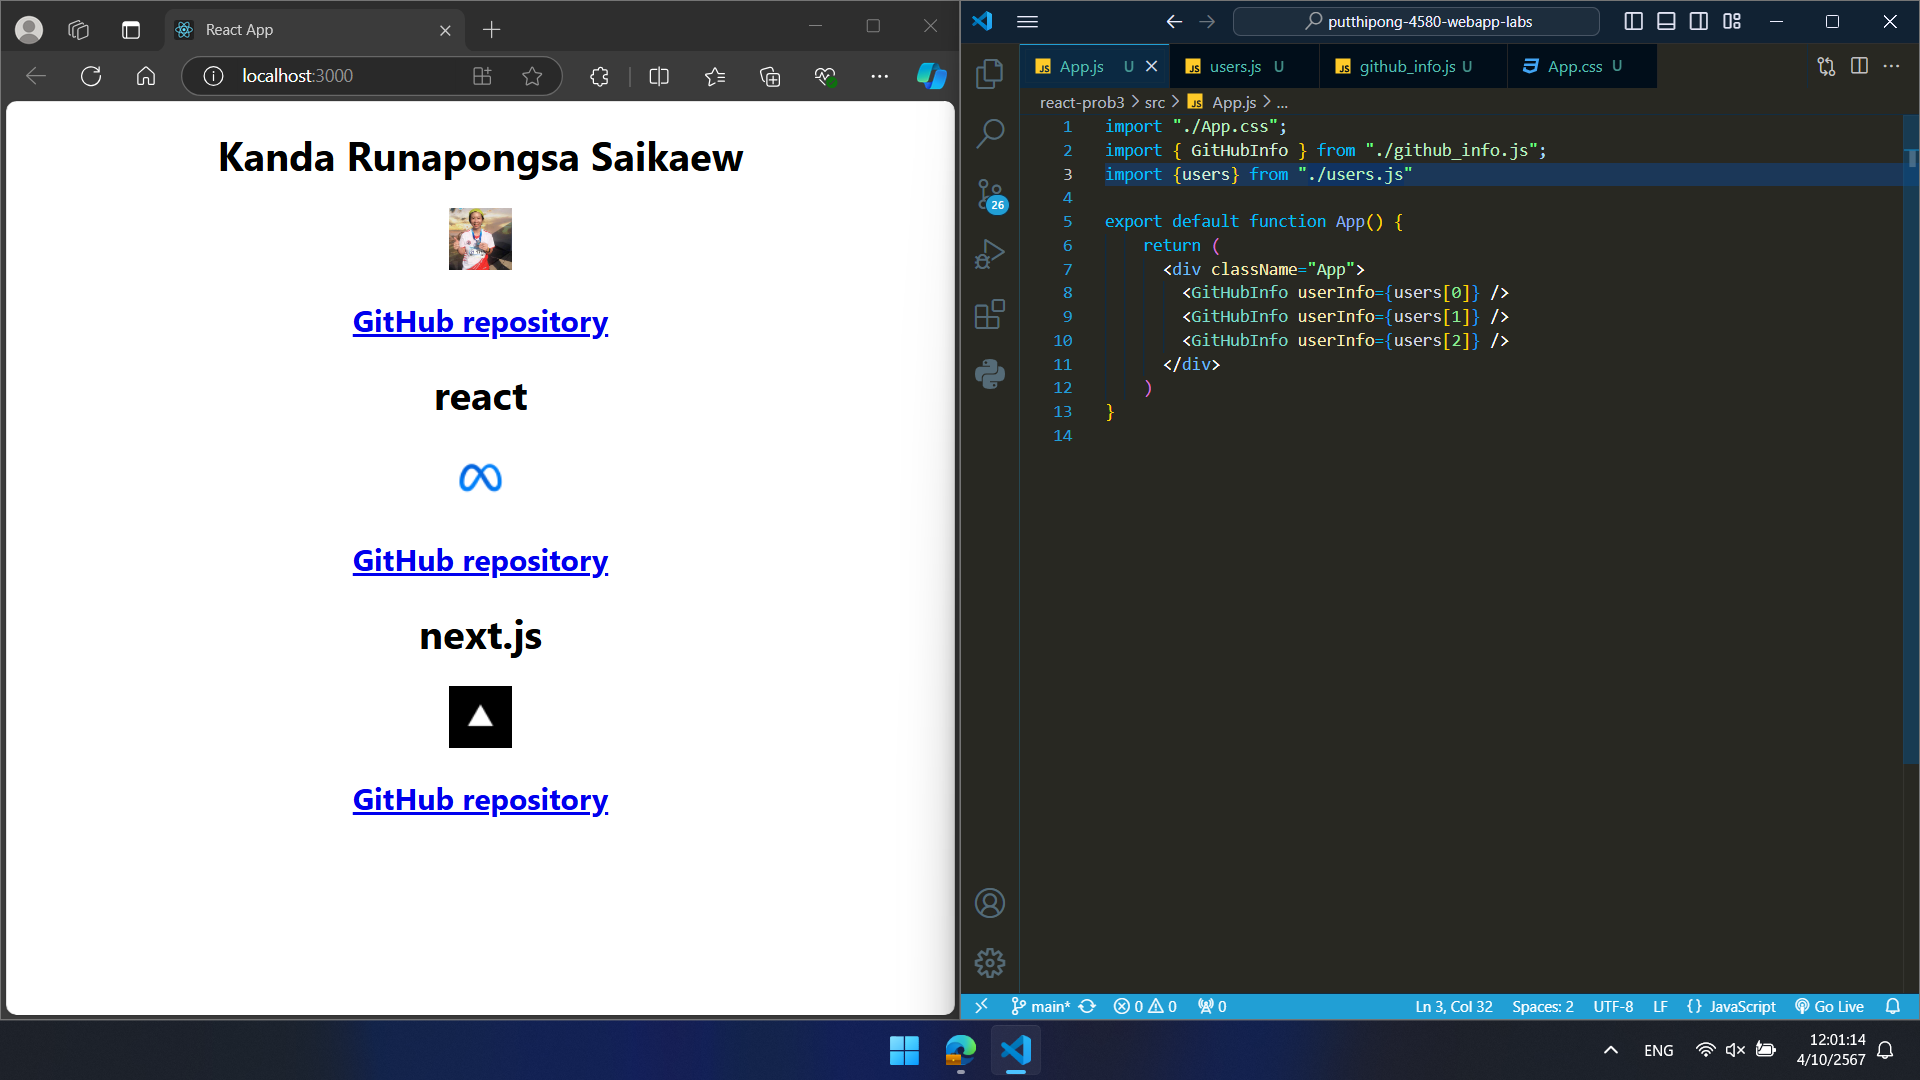 React App
localhost:3000
Kanda Runapongsa Saikaew
GitHub repository
react
GitHub repository
next.js
GitHub repository
putthipong-4580-webapp-labs
JS App.js U
JS users.js U
JS github_info.js U
App.css U
react-prob3 > src > JS App.js > ...
26
1 import "./App.css";
2 import { GitHubInfo } from "./github_info.js";
3 import {users} from "./users.js"
4
5 export default function App() {
6 return (
7 <div className="App">
8 <GitHubInfo userInfo={users[0]} />
9 <GitHubInfo userInfo={users[1]} />
10 <GitHubInfo userInfo={users[2]} />
11 </div>
12 )
13 }
14
main* 0 0 0 Ln 3, Col 32 Spaces: 2 UTF-8 LF {} JavaScript Go Live
ENG
12:01:14
4/10/2567